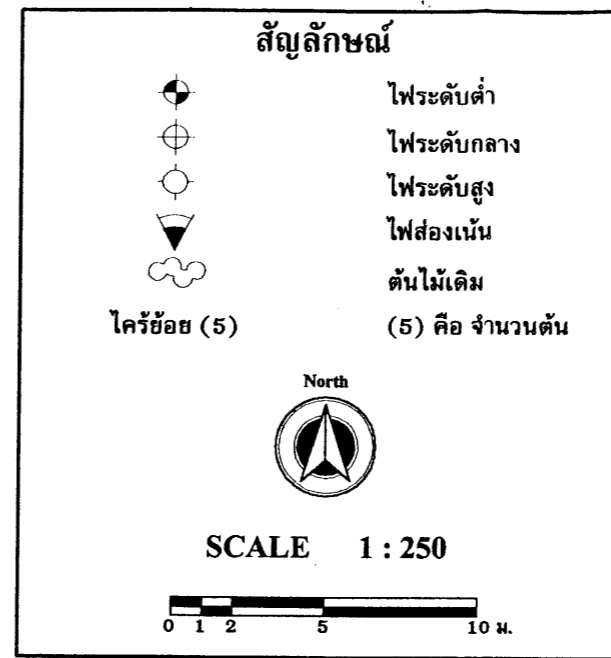 สัญลักษณ์
ไฟระดับต่ำ
ไฟระดับกลาง
ไฟระดับสูง
ไฟส่องเน้น
ต้นไม้เดิม
ไคร้ย้อย (5) (5) คือ จำนวนต้น
North
SCALE 1 : 250
0 1 2 5 10 ม.